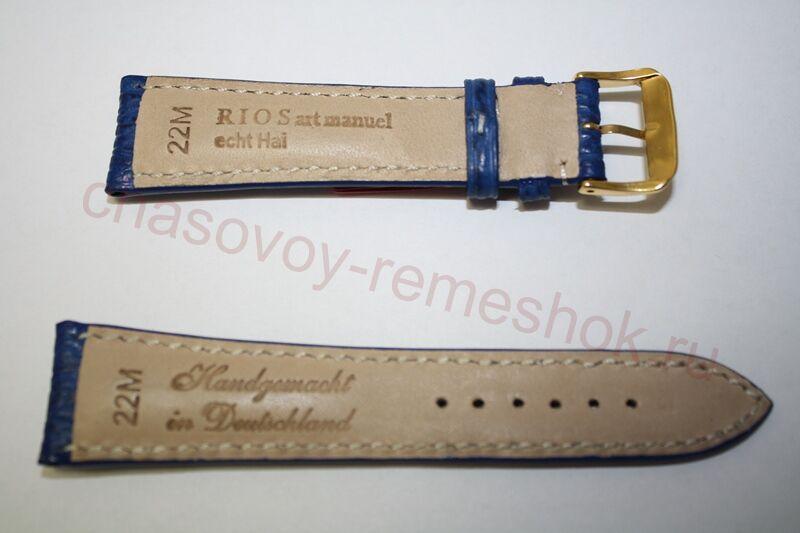 22M
RIOS art manuel
echt Hai
chasovoy-remeshok.ru
22M
Handgemacht
in Deutschland